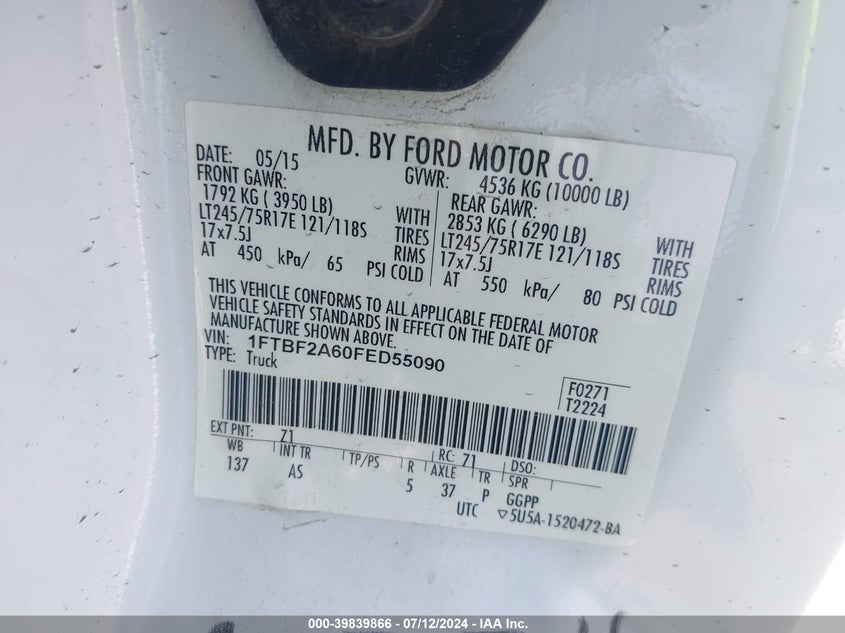 MFD. BY FORD MOTOR CO.
DATE: 05/15 GVWR: 4536 KG (10000 LB)
FRONT GAWR: REAR GAWR:
1792 KG ( 3950 LB) WITH 2853 KG ( 6290 LB) WITH
LT245/75R17E 121/118S TIRES LT245/75R17E 121/118S TIRES
17x7.5J RIMS 17x7.5J RIMS
AT 450 kPa/ 65 PSI COLD AT 550 kPa/ 80 PSI COLD
THIS VEHICLE CONFORMS TO ALL APPLICABLE FEDERAL MOTOR
VEHICLE SAFETY STANDARDS IN EFFECT ON THE DATE OF
MANUFACTURE SHOWN ABOVE.
VIN: 1FTBF2A60FED55090
TYPE: Truck
F0271
T2224
EXT PNT: Z1 RC: 71 DSO:
WB INT TR TP/PS R AXLE TR SPR
137 AS 5 37 P GGPP
UTC ▽5U5A-1520472-BA
000-39839866 - 07/12/2024 - IAA Inc.